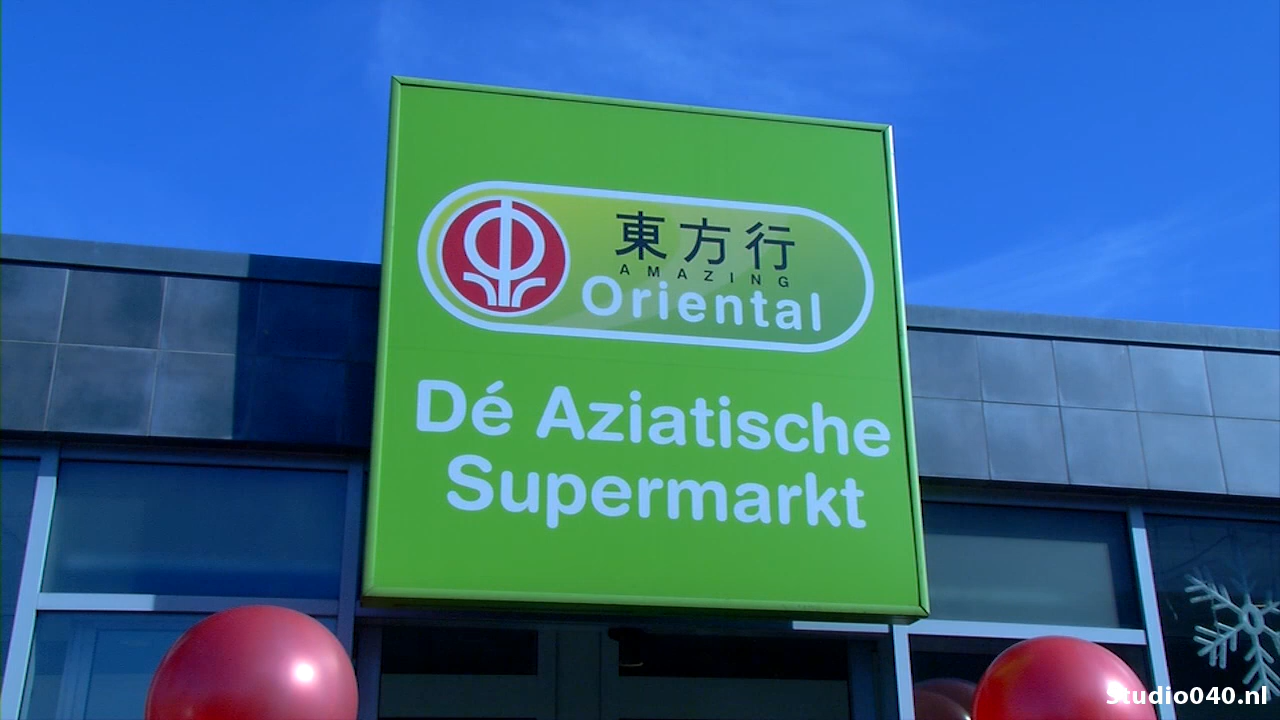 東方行
AMAZING
Oriental
Dé Aziatische
Supermarkt
Studio040.nl